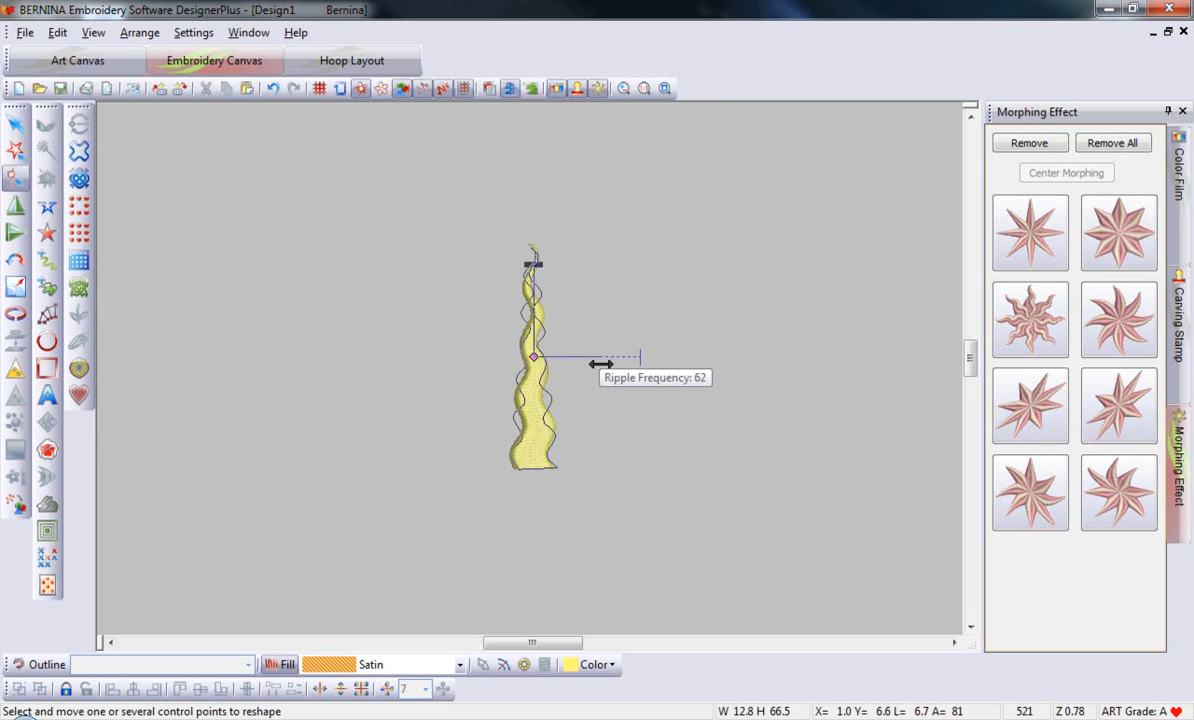 BERNINA Embroidery Software DesignerPlus - [Design1 Bernina]
File Edit View Arrange Settings Window Help
Art Canvas Embroidery Canvas Hoop Layout
Morphing Effect
Remove Remove All
Center Morphing
Color Film
Carving Stamp
Morphing Effect
Ripple Frequency: 62
Outline Fill Satin Color
7
Select and move one or several control points to reshape W 12.8 H 66.5 X= 1.0 Y= 6.6 L= 6.7 A= 81 521 Z 0.78 ART Grade: A